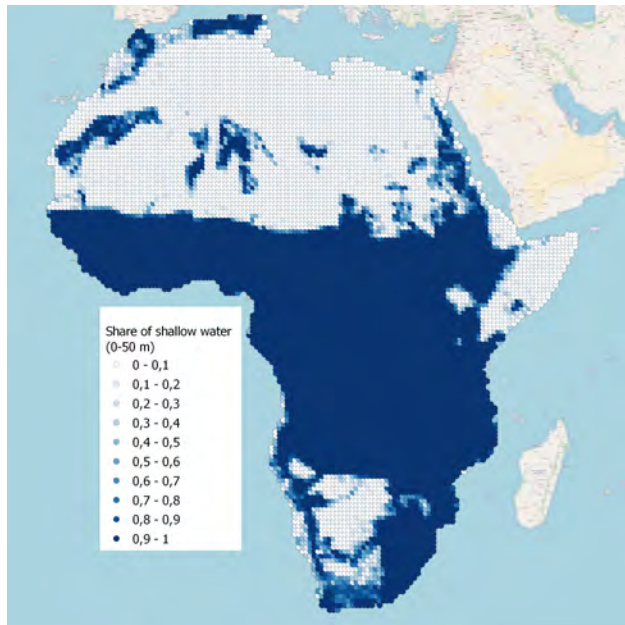 Share of shallow water
(0-50 m)
0 - 0,1
0,1 - 0,2
0,2 - 0,3
0,3 - 0,4
0,4 - 0,5
0,5 - 0,6
0,6 - 0,7
0,7 - 0,8
0,8 - 0,9
0,9 - 1